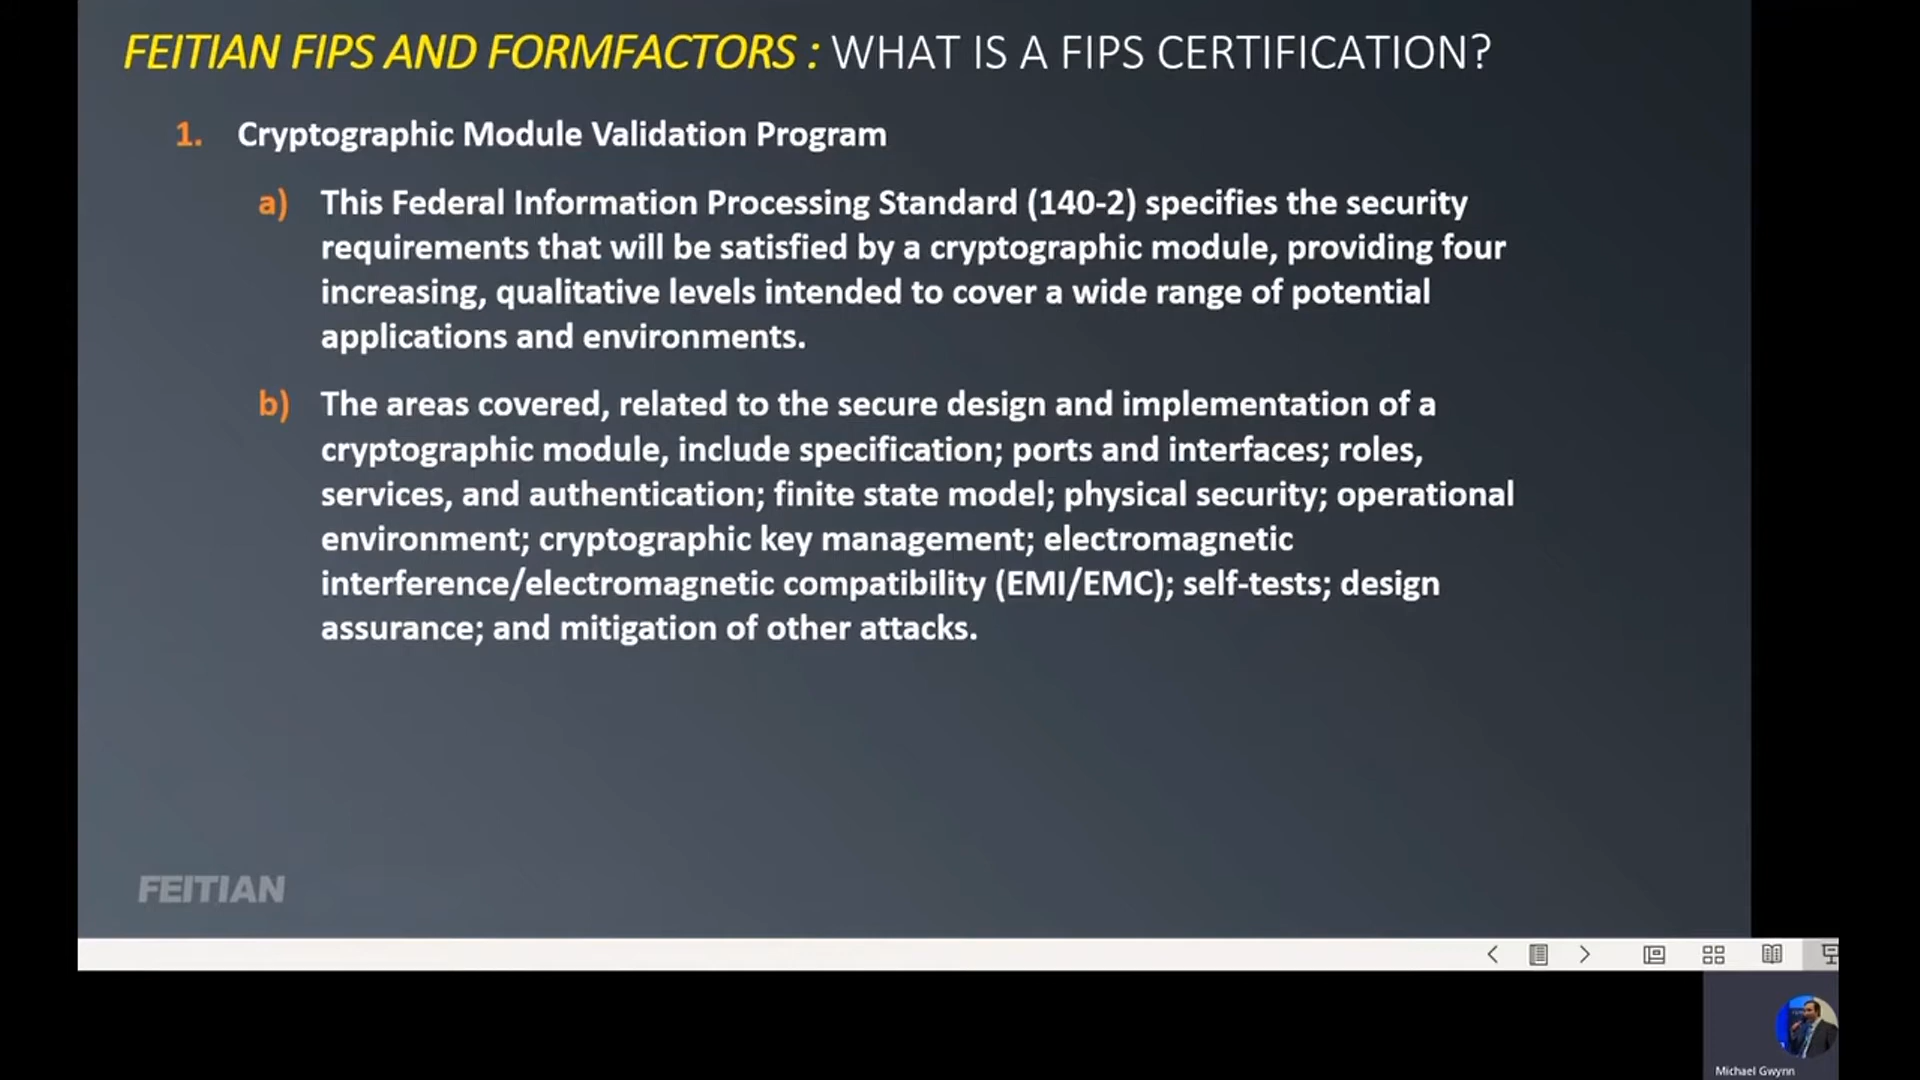 FEITIAN FIPS AND FORMFACTORS : WHAT IS A FIPS CERTIFICATION?
1. Cryptographic Module Validation Program
a) This Federal Information Processing Standard (140-2) specifies the security
requirements that will be satisfied by a cryptographic module, providing four
increasing, qualitative levels intended to cover a wide range of potential
applications and environments.
b) The areas covered, related to the secure design and implementation of a
cryptographic module, include specification; ports and interfaces; roles,
services, and authentication; finite state model; physical security; operational
environment; cryptographic key management; electromagnetic
interference/electromagnetic compatibility (EMI/EMC); self-tests; design
assurance; and mitigation of other attacks.
FEITIAN
Michael Gwynn